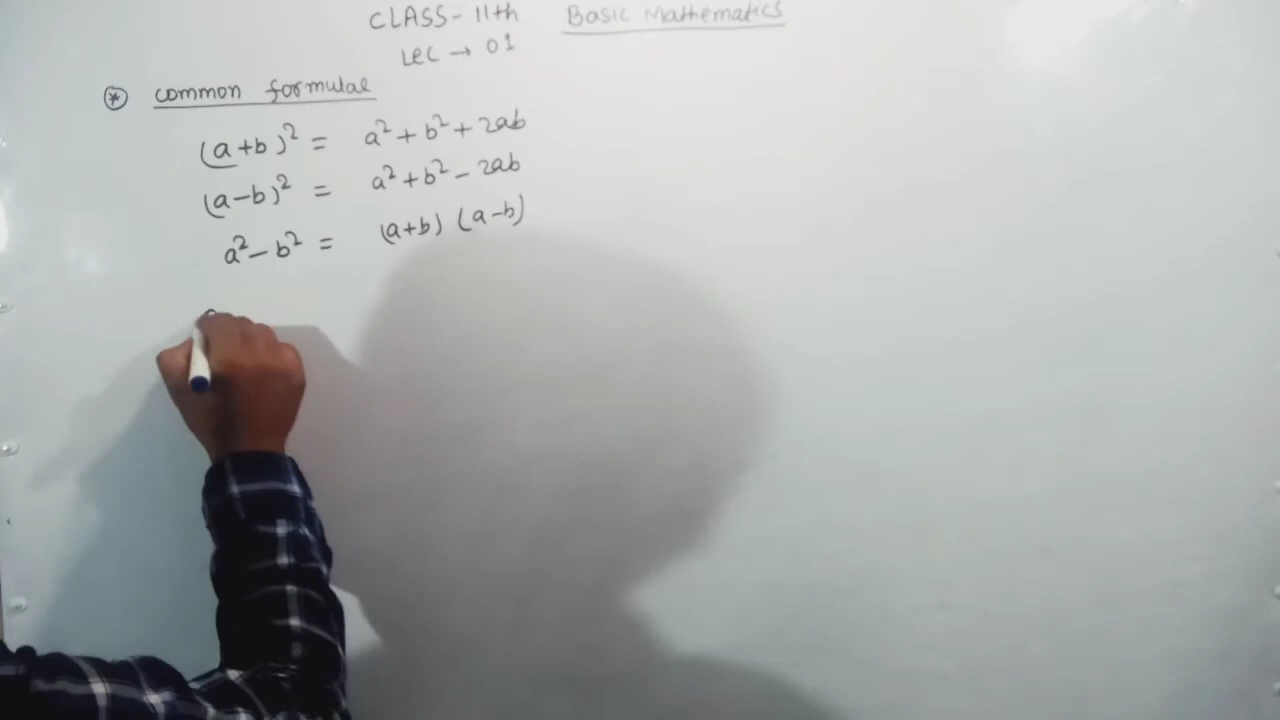 CLASS - 11th Basic Mathematics
Lec → 01
⊛ common formulae
(a+b)² = a² + b² + 2ab
(a-b)² = a² + b² - 2ab
a² - b² = (a+b) (a-b)